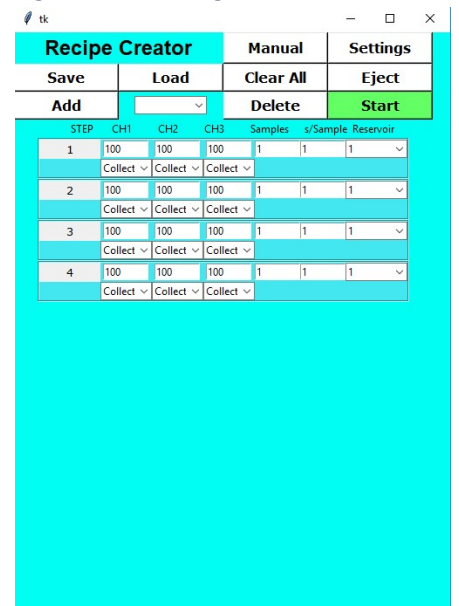 tk
Recipe Creator Manual Settings
Save Load Clear All Eject
Add Delete Start
STEP CH1 CH2 CH3 Samples s/Sample Reservoir
1 100 100 100 1 1 1
Collect Collect Collect
2 100 100 100 1 1 1
Collect Collect Collect
3 100 100 100 1 1 1
Collect Collect Collect
4 100 100 100 1 1 1
Collect Collect Collect